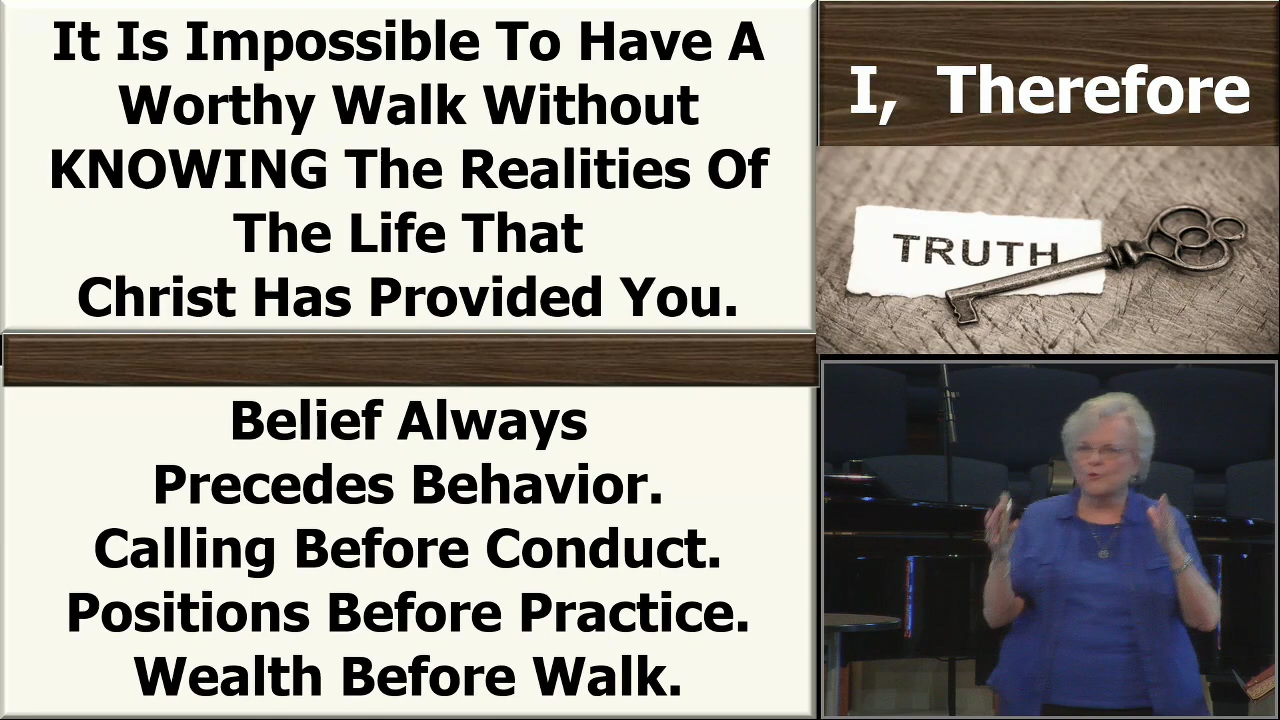 It Is Impossible To Have A
Worthy Walk Without
KNOWING The Realities Of
The Life That
Christ Has Provided You.
Belief Always
Precedes Behavior.
Calling Before Conduct.
Positions Before Practice.
Wealth Before Walk.
I, Therefore
TRUTH